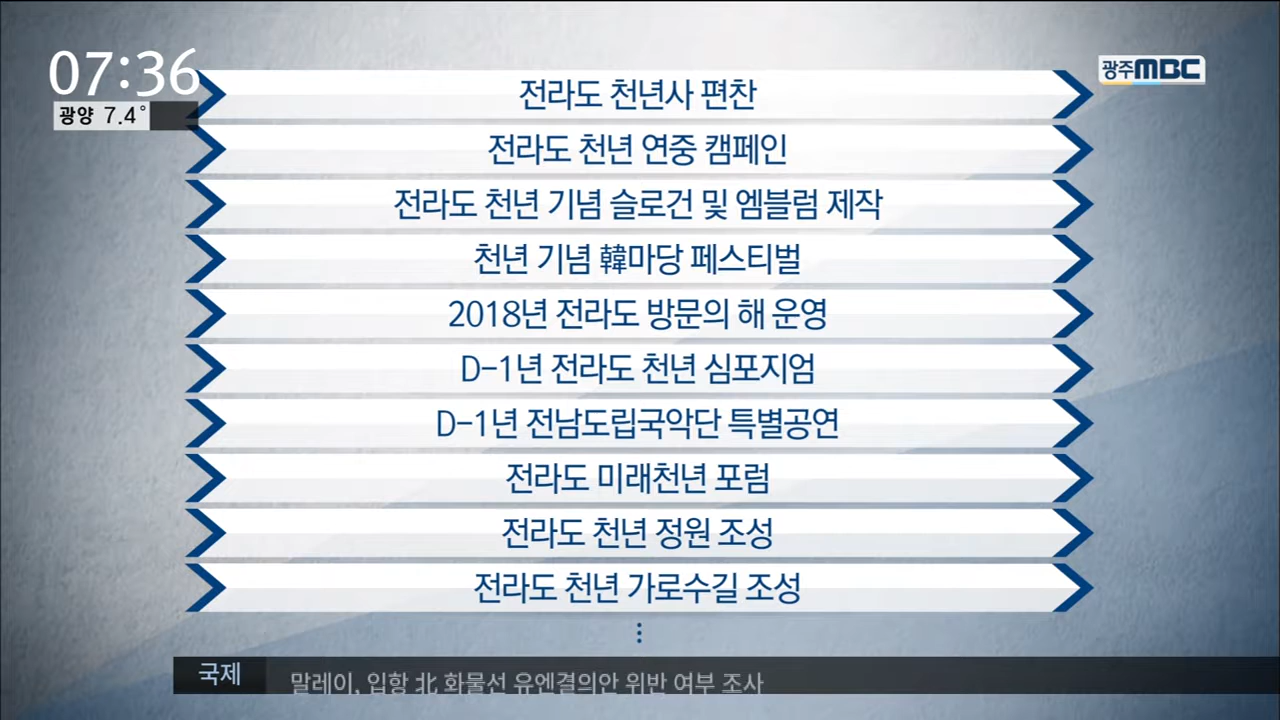 07:36
광양 7.4°
광주MBC
전라도 천년사 편찬
전라도 천년 연중 캠페인
전라도 천년 기념 슬로건 및 엠블럼 제작
천년 기념 韓마당 페스티벌
2018년 전라도 방문의 해 운영
D-1년 전라도 천년 심포지엄
D-1년 전남도립국악단 특별공연
전라도 미래천년 포럼
전라도 천년 정원 조성
전라도 천년 가로수길 조성
⋮
국제 말레이, 입항 北 화물선 유엔결의안 위반 여부 조사